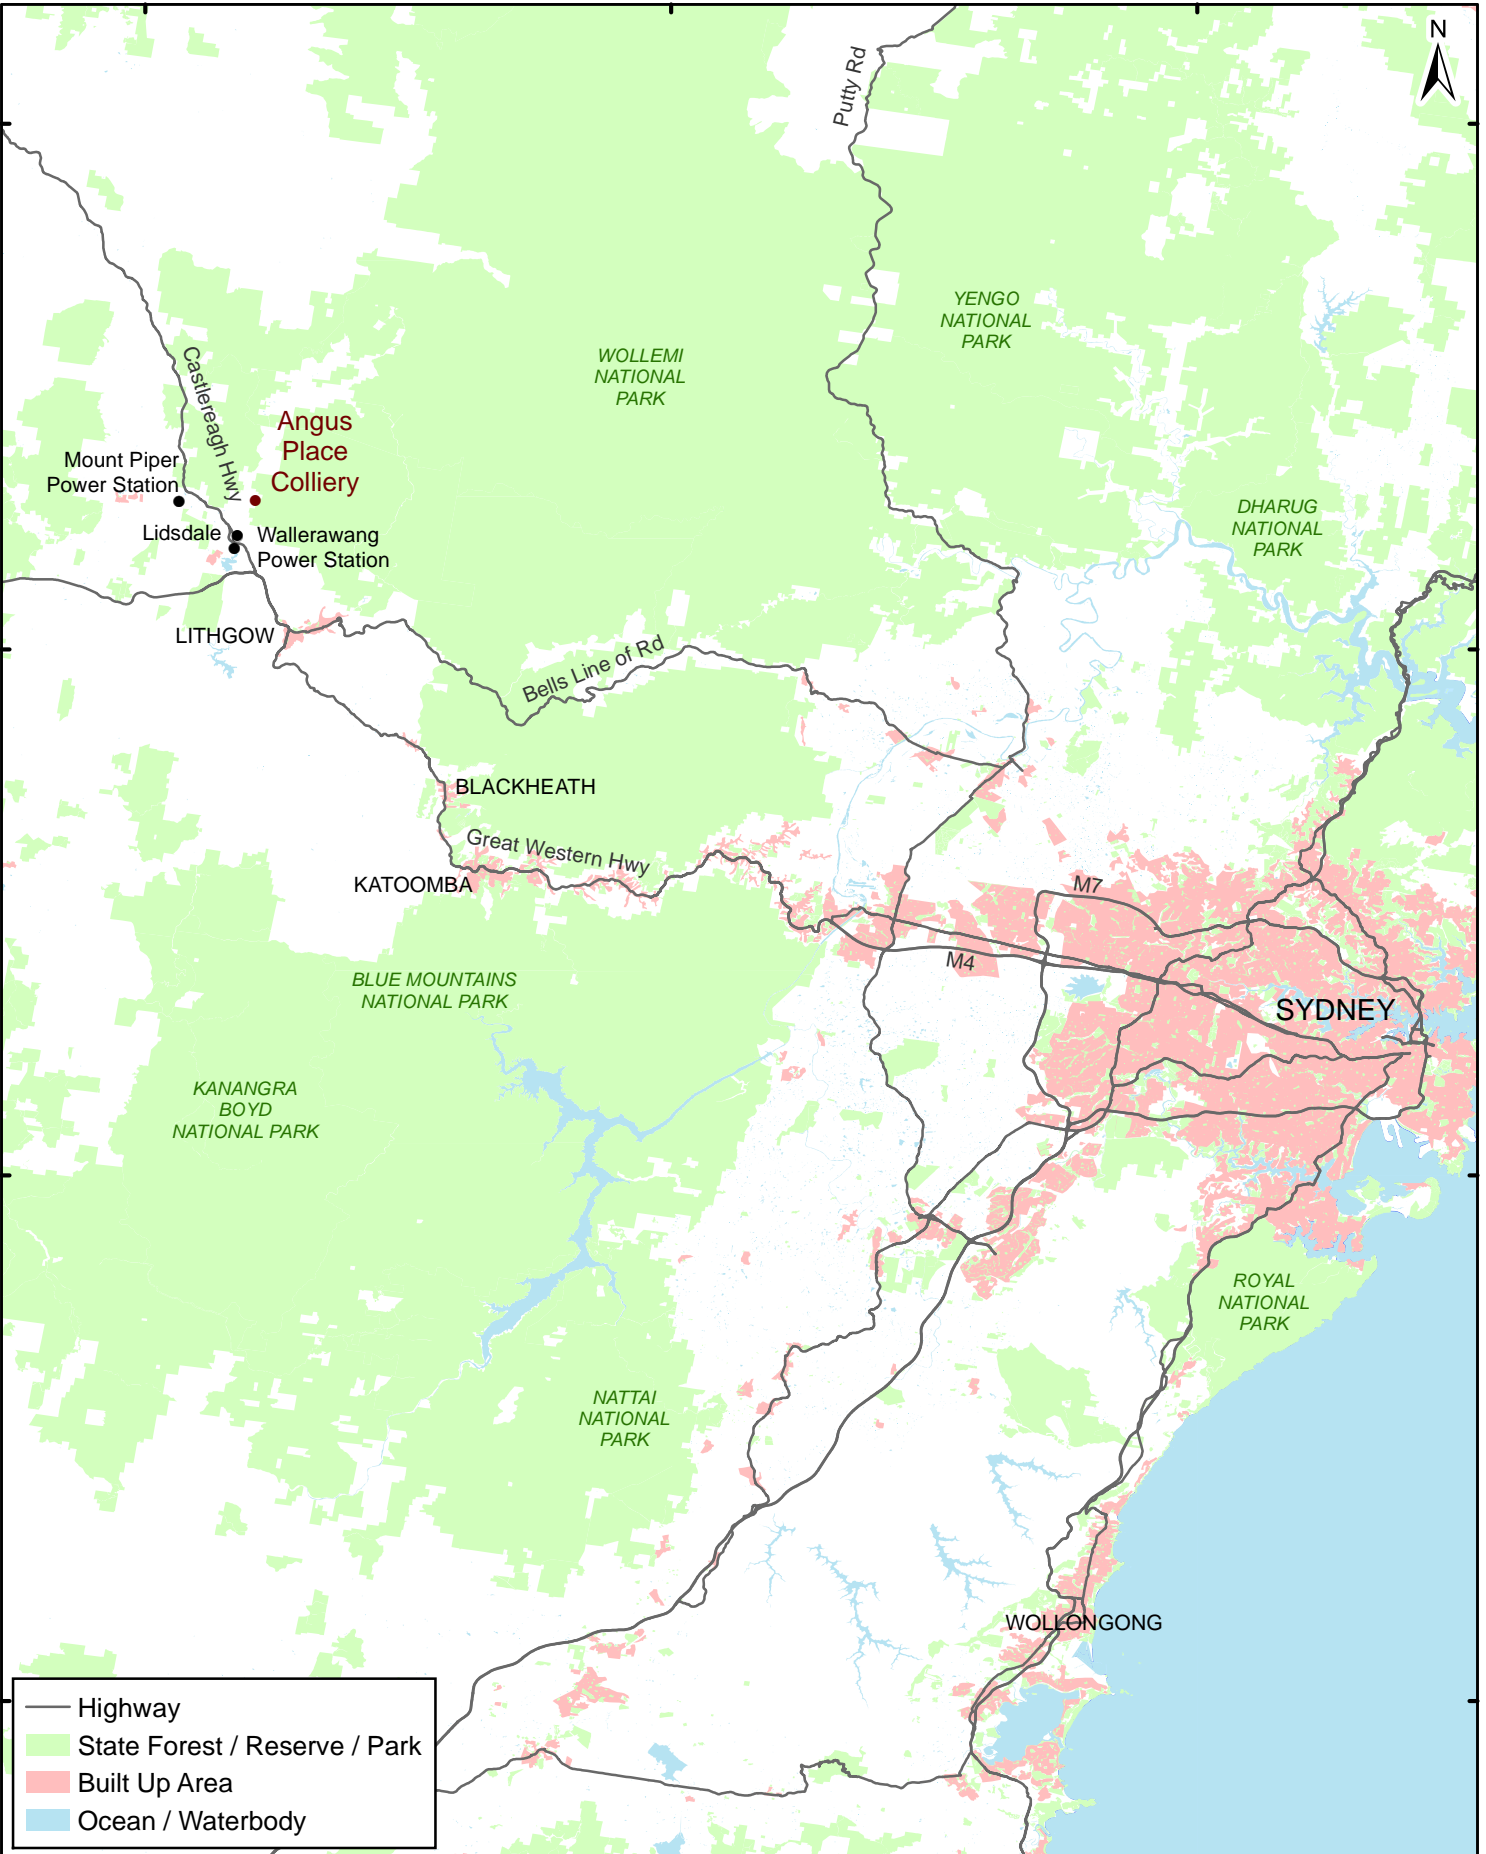 N
Putty Rd
YENGO
NATIONAL
PARK
WOLLEMI
NATIONAL
PARK
Castlereagh Hwy
Angus
Place
Colliery
Mount Piper
Power Station
Lidsdale
Wallerawang
Power Station
DHARUG
NATIONAL
PARK
LITHGOW
Bells Line of Rd
BLACKHEATH
Great Western Hwy
KATOOMBA
M7
M4
BLUE MOUNTAINS
NATIONAL PARK
SYDNEY
KANANGRA
BOYD
NATIONAL PARK
ROYAL
NATIONAL
PARK
NATTAI
NATIONAL
PARK
WOLLONGONG
Highway
State Forest / Reserve / Park
Built Up Area
Ocean / Waterbody